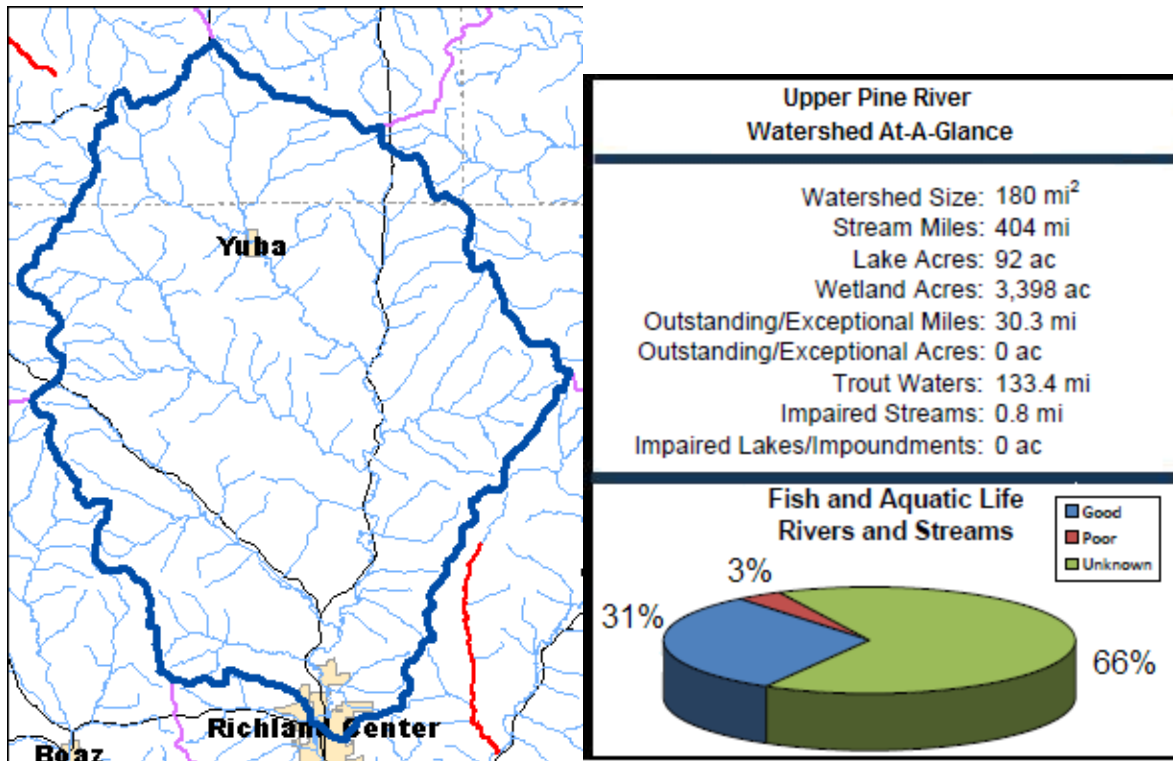 Yuba
Richland Center
Boaz
Upper Pine River
Watershed At-A-Glance
Watershed Size: 180 mi²
Stream Miles: 404 mi
Lake Acres: 92 ac
Wetland Acres: 3,398 ac
Outstanding/Exceptional Miles: 30.3 mi
Outstanding/Exceptional Acres: 0 ac
Trout Waters: 133.4 mi
Impaired Streams: 0.8 mi
Impaired Lakes/Impoundments: 0 ac
Fish and Aquatic Life
Rivers and Streams
Good
Poor
Unknown
3%
31%
66%